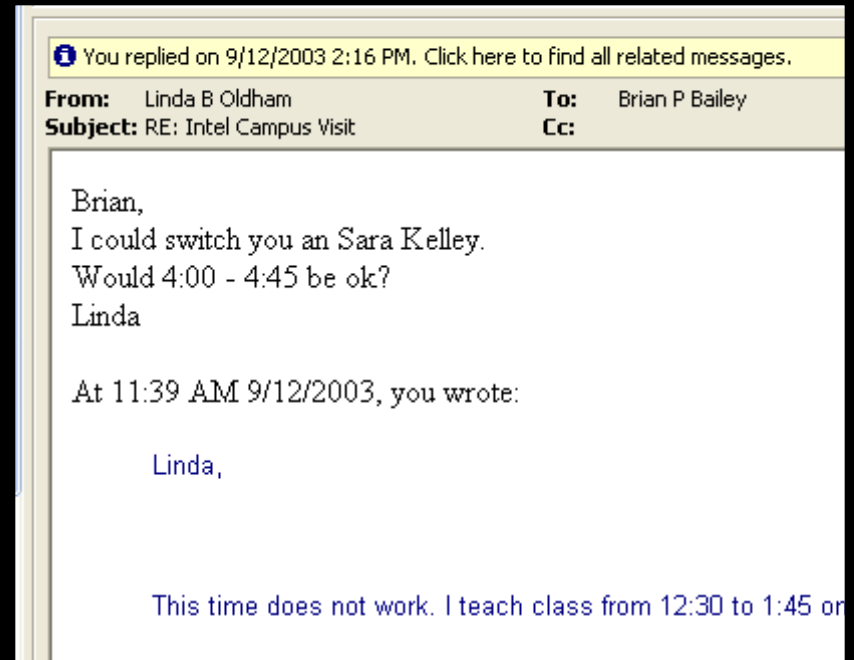 You replied on 9/12/2003 2:16 PM. Click here to find all related messages.
From: Linda B Oldham To: Brian P Bailey
Subject: RE: Intel Campus Visit Cc:
Brian,
I could switch you an Sara Kelley.
Would 4:00 - 4:45 be ok?
Linda
At 11:39 AM 9/12/2003, you wrote:
Linda,
This time does not work. I teach class from 12:30 to 1:45 on